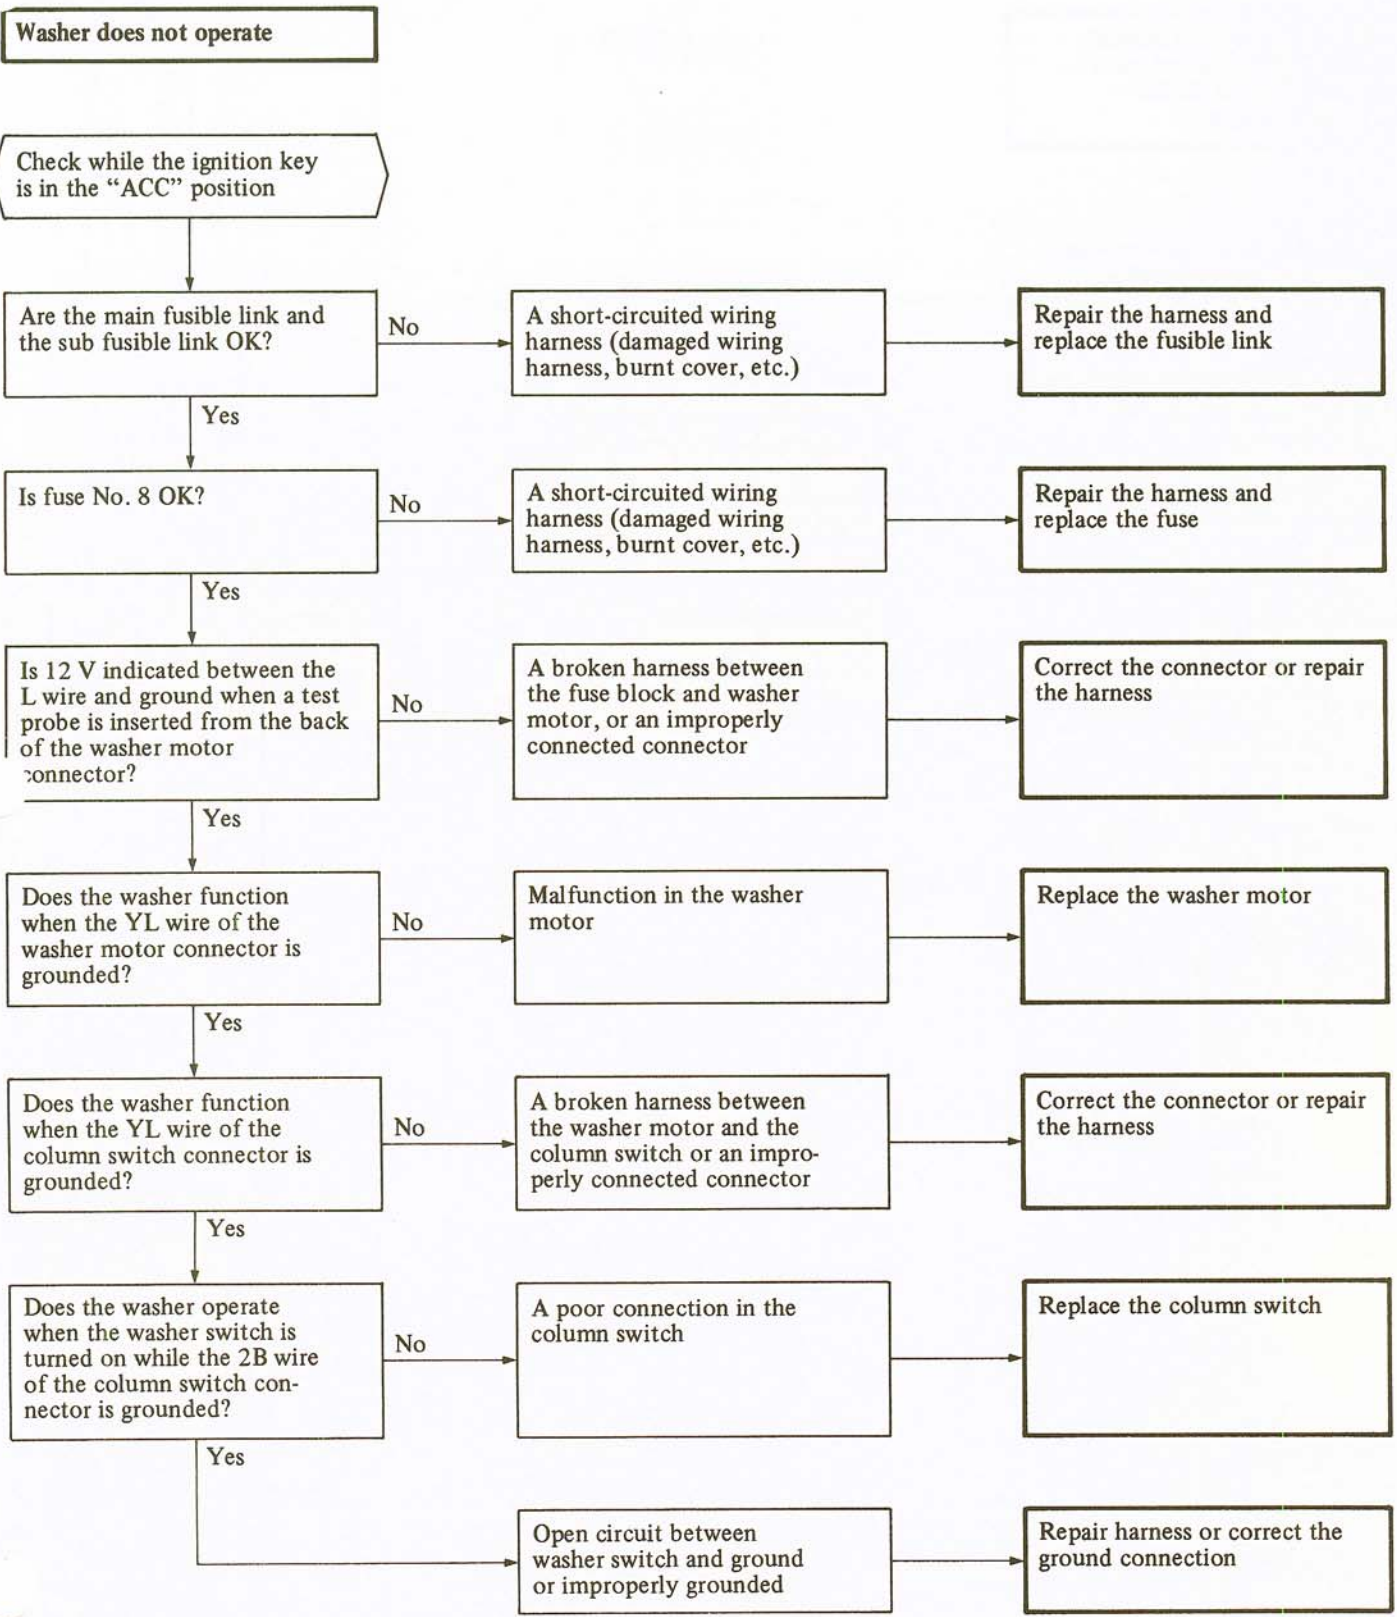 Washer does not operate
Check while the ignition key
is in the “ACC” position
Are the main fusible link and
the sub fusible link OK?
No
A short-circuited wiring
harness (damaged wiring
harness, burnt cover, etc.)
Repair the harness and
replace the fusible link
Yes
Is fuse No. 8 OK?
No
A short-circuited wiring
harness (damaged wiring
harness, burnt cover, etc.)
Repair the harness and
replace the fuse
Yes
Is 12 V indicated between the
L wire and ground when a test
probe is inserted from the back
of the washer motor
connector?
No
A broken harness between
the fuse block and washer
motor, or an improperly
connected connector
Correct the connector or repair
the harness
Yes
Does the washer function
when the YL wire of the
washer motor connector is
grounded?
No
Malfunction in the washer
motor
Replace the washer motor
Yes
Does the washer function
when the YL wire of the
column switch connector is
grounded?
No
A broken harness between
the washer motor and the
column switch or an impro-
perly connected connector
Correct the connector or repair
the harness
Yes
Does the washer operate
when the washer switch is
turned on while the 2B wire
of the column switch con-
nector is grounded?
No
A poor connection in the
column switch
Replace the column switch
Yes
Open circuit between
washer switch and ground
or improperly grounded
Repair harness or correct the
ground connection